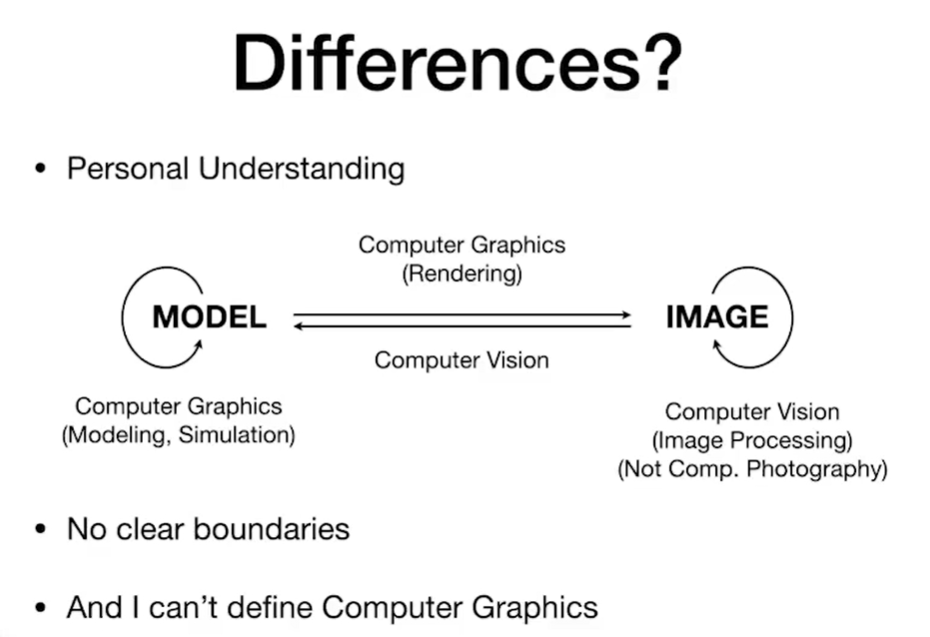 Differences?
• Personal Understanding
Computer Graphics
(Rendering)
MODEL
IMAGE
Computer Vision
Computer Graphics
(Modeling, Simulation)
Computer Vision
(Image Processing)
(Not Comp. Photography)
• No clear boundaries
• And I can’t define Computer Graphics